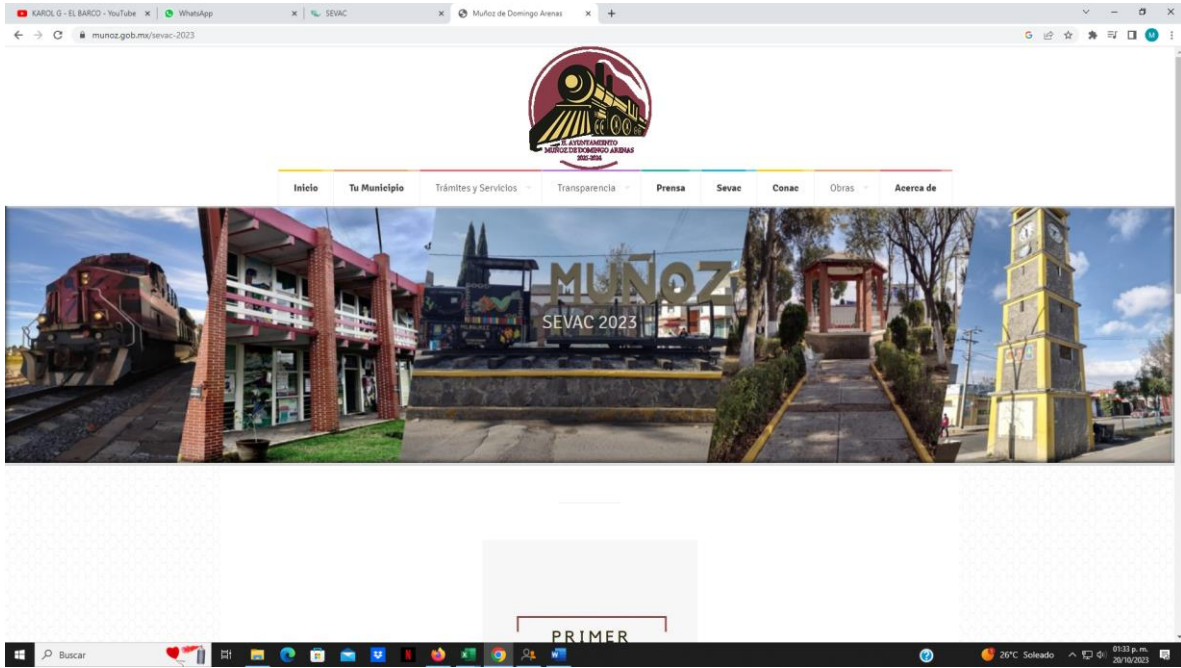 KAROL G - EL BARCO - YouTube
WhatsApp
SEVAC
Muñoz de Domingo Arenas
munoz.gob.mx/sevac-2023
EL AYUNTAMIENTO
MUÑOZ DE DOMINGO ARENAS
2021-2024
Inicio
Tu Municipio
Trámites y Servicios
Transparencia
Prensa
Sevac
Conac
Obras
Acerca de
MUÑOZ
SEVAC 2023
PRIMER
Buscar
26°C Soleado
01:33 p. m.
20/10/2023